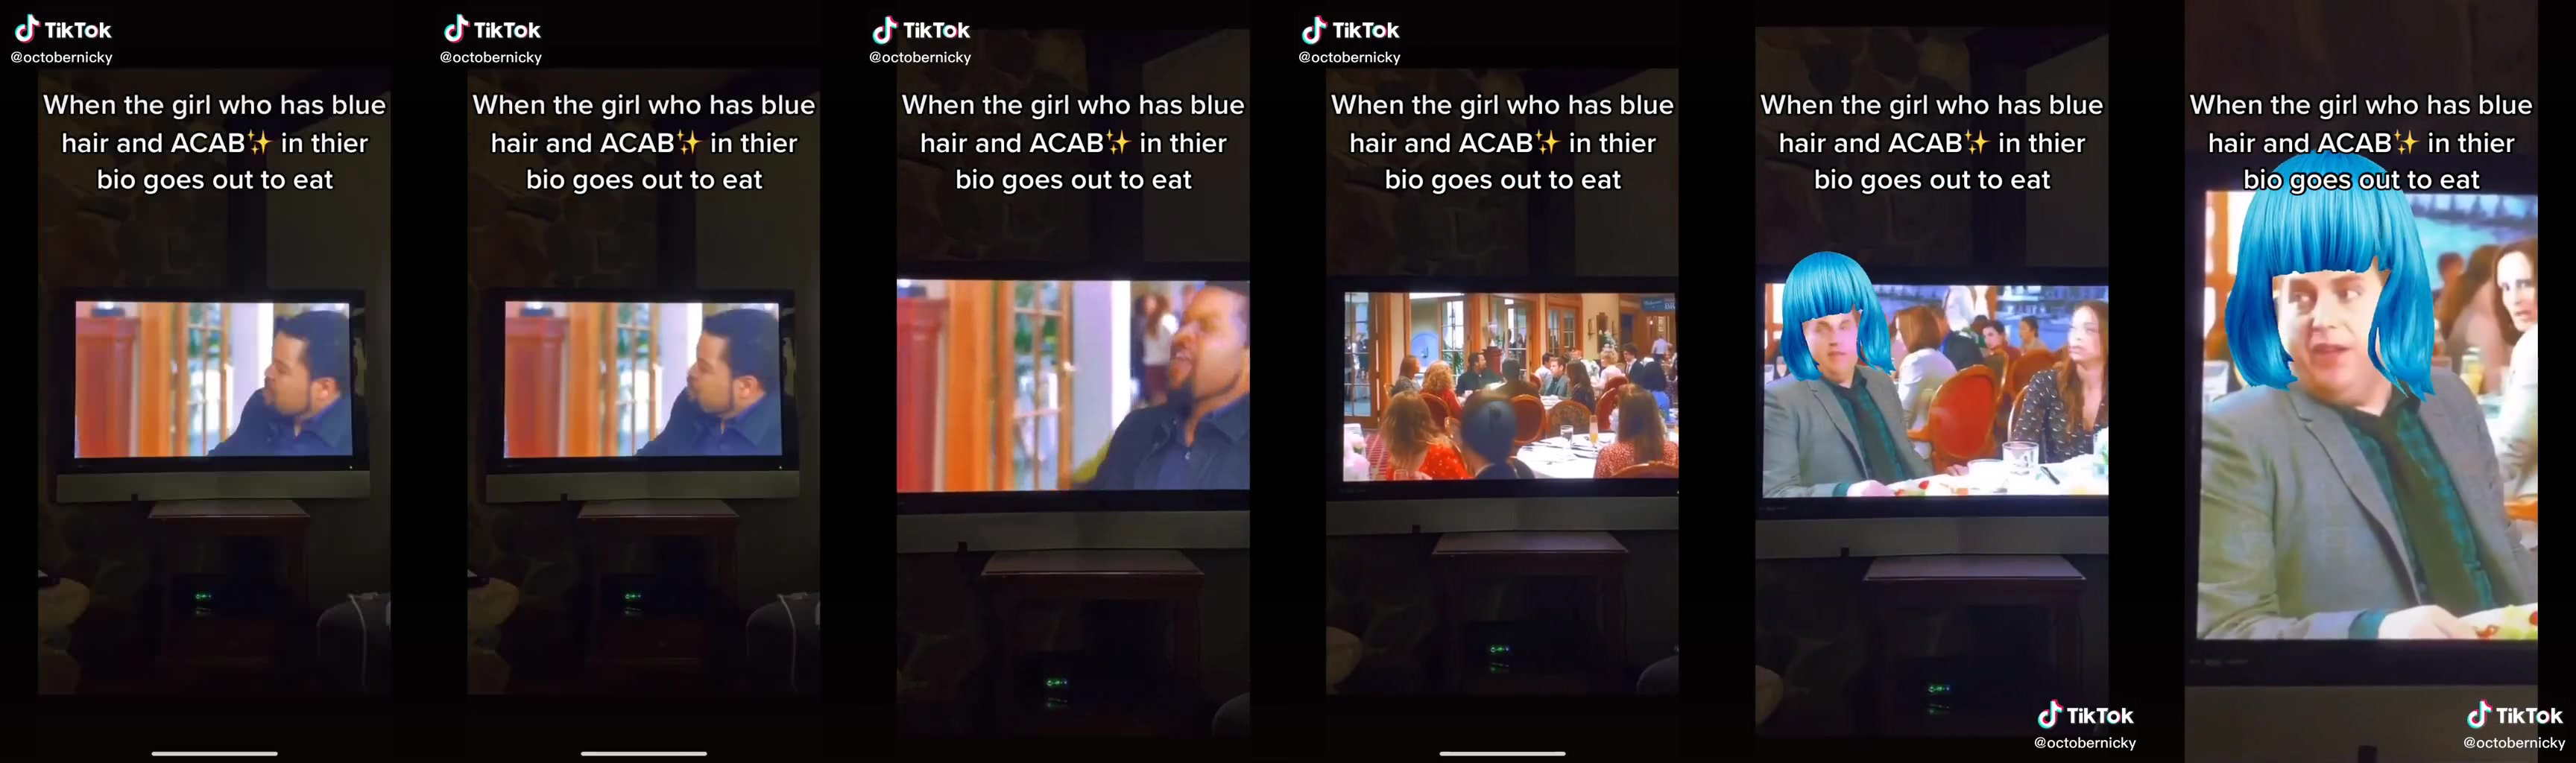 TikTok
@octobernicky
When the girl who has blue
hair and ACAB✨ in thier
bio goes out to eat
TikTok
@octobernicky
When the girl who has blue
hair and ACAB✨ in thier
bio goes out to eat
TikTok
@octobernicky
When the girl who has blue
hair and ACAB✨ in thier
bio goes out to eat
TikTok
@octobernicky
When the girl who has blue
hair and ACAB✨ in thier
bio goes out to eat
When the girl who has blue
hair and ACAB✨ in thier
bio goes out to eat
TikTok
@octobernicky
When the girl who has blue
hair and ACAB✨ in thier
bio goes out to eat
TikTok
@octobernicky